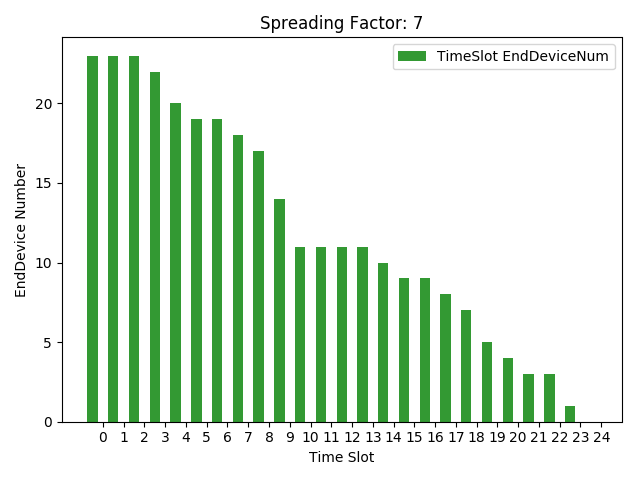 Spreading Factor: 7
TimeSlot EndDeviceNum
EndDevice Number
20
15
10
5
0
0 1 2 3 4 5 6 7 8 9 10 11 12 13 14 15 16 17 18 19 20 21 22 23 24
Time Slot